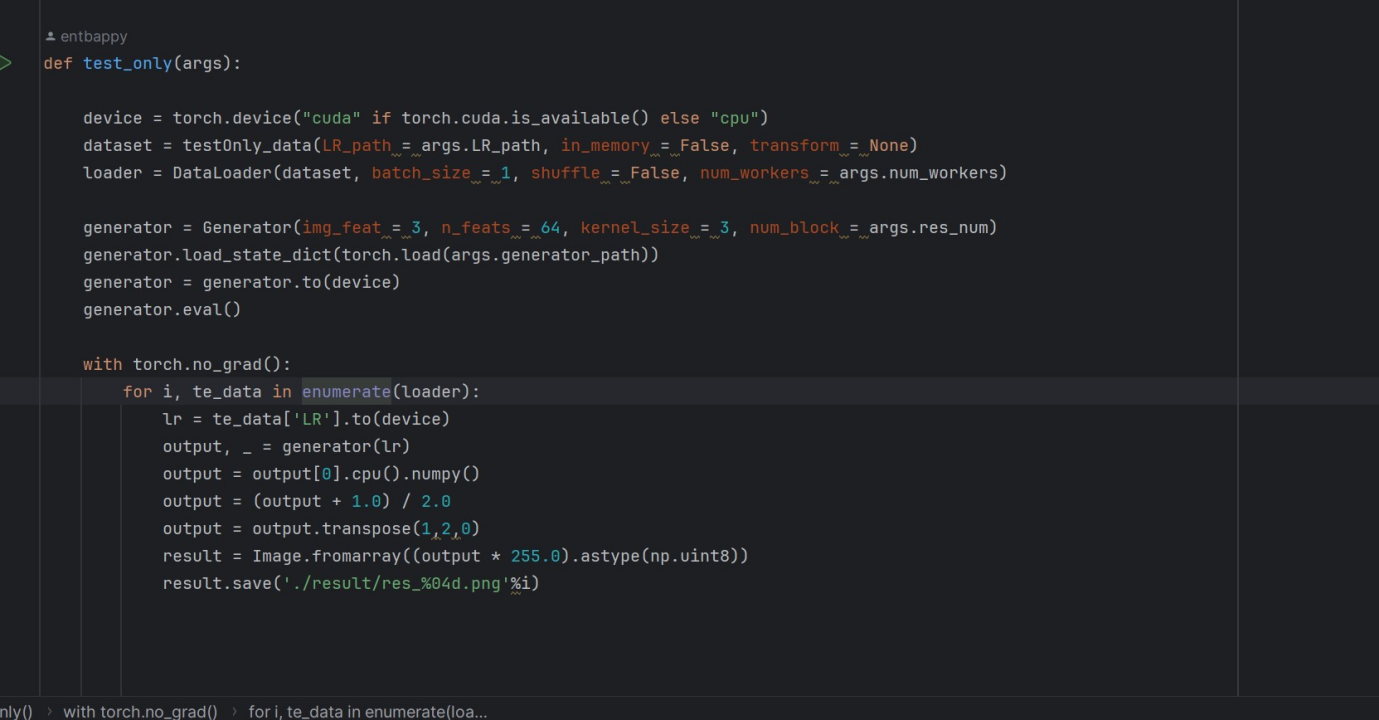 entbappy
def test_only(args):
device = torch.device("cuda" if torch.cuda.is_available() else "cpu")
dataset = testOnly_data(LR_path = args.LR_path, in_memory = False, transform = None)
loader = DataLoader(dataset, batch_size = 1, shuffle = False, num_workers = args.num_workers)
generator = Generator(img_feat = 3, n_feats = 64, kernel_size = 3, num_block = args.res_num)
generator.load_state_dict(torch.load(args.generator_path))
generator = generator.to(device)
generator.eval()
with torch.no_grad():
for i, te_data in enumerate(loader):
lr = te_data['LR'].to(device)
output, _ = generator(lr)
output = output[0].cpu().numpy()
output = (output + 1.0) / 2.0
output = output.transpose(1,2,0)
result = Image.fromarray((output * 255.0).astype(np.uint8))
result.save('./result/res_%04d.png'%i)
nly() › with torch.no_grad() › for i, te_data in enumerate(loa...